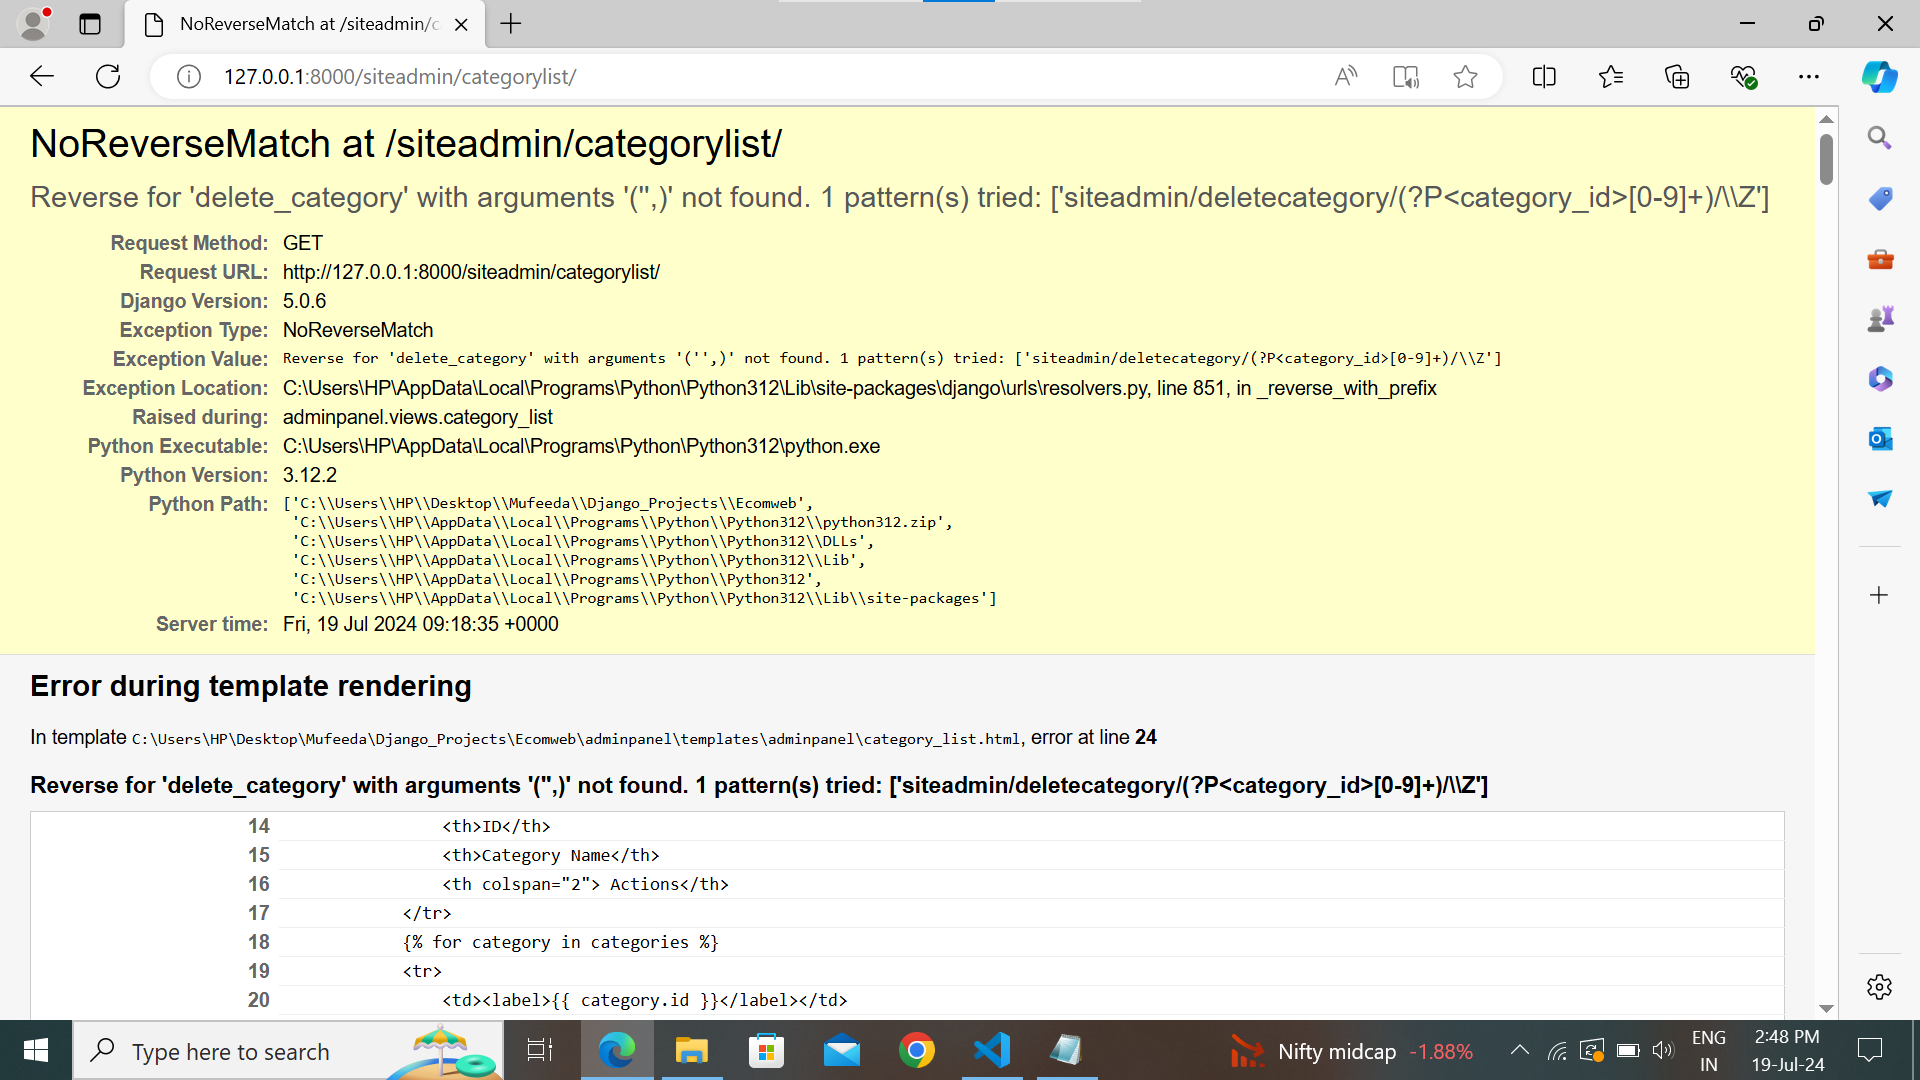 NoReverseMatch at /siteadmin/c
127.0.0.1:8000/siteadmin/categorylist/
NoReverseMatch at /siteadmin/categorylist/
Reverse for 'delete_category' with arguments '('',)' not found. 1 pattern(s) tried: ['siteadmin/deletecategory/(?P<category_id>[0-9]+)/\\Z']
Request Method: GET
Request URL: http://127.0.0.1:8000/siteadmin/categorylist/
Django Version: 5.0.6
Exception Type: NoReverseMatch
Exception Value: Reverse for 'delete_category' with arguments '('',)' not found. 1 pattern(s) tried: ['siteadmin/deletecategory/(?P<category_id>[0-9]+)/\\Z']
Exception Location: C:\Users\HP\AppData\Local\Programs\Python\Python312\Lib\site-packages\django\urls\resolvers.py, line 851, in _reverse_with_prefix
Raised during: adminpanel.views.category_list
Python Executable: C:\Users\HP\AppData\Local\Programs\Python\Python312\python.exe
Python Version: 3.12.2
Python Path: ['C:\\Users\\HP\\Desktop\\Mufeeda\\Django_Projects\\Ecomweb',
'C:\\Users\\HP\\AppData\\Local\\Programs\\Python\\Python312\\python312.zip',
'C:\\Users\\HP\\AppData\\Local\\Programs\\Python\\Python312\\DLLs',
'C:\\Users\\HP\\AppData\\Local\\Programs\\Python\\Python312\\Lib',
'C:\\Users\\HP\\AppData\\Local\\Programs\\Python\\Python312',
'C:\\Users\\HP\\AppData\\Local\\Programs\\Python\\Python312\\Lib\\site-packages']
Server time: Fri, 19 Jul 2024 09:18:35 +0000
Error during template rendering
In template C:\Users\HP\Desktop\Mufeeda\Django_Projects\Ecomweb\adminpanel\templates\adminpanel\category_list.html, error at line 24
Reverse for 'delete_category' with arguments '('',)' not found. 1 pattern(s) tried: ['siteadmin/deletecategory/(?P<category_id>[0-9]+)/\\Z']
14 <th>ID</th>
15 <th>Category Name</th>
16 <th colspan="2"> Actions</th>
17 </tr>
18 {% for category in categories %}
19 <tr>
20 <td><label>{{ category.id }}</label></td>
Type here to search
Nifty midcap -1.88%
ENG
IN
2:48 PM
19-Jul-24